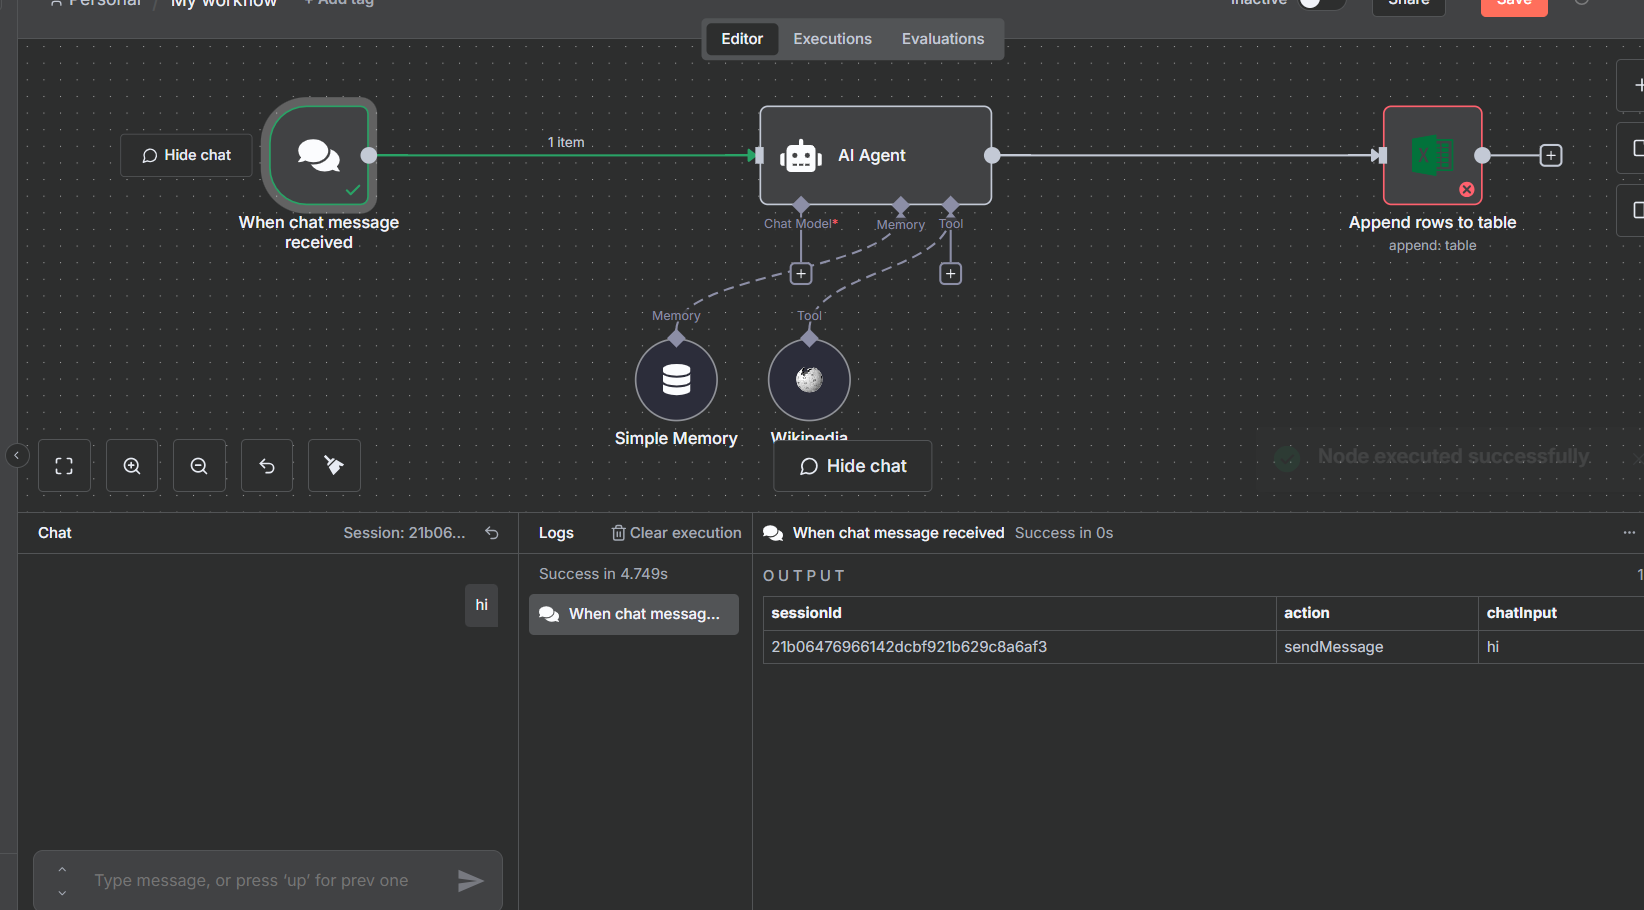 Personal / My workflow + Add tag
Inactive Share Save
Editor Executions Evaluations
Hide chat
1 item
AI Agent
When chat message
received
Chat Model*
Memory
Tool
Append rows to table
append: table
Memory
Tool
Simple Memory
Wikipedia
Hide chat
Node executed successfully
Chat
Session: 21b06...
hi
Type message, or press ‘up’ for prev one
Logs
Clear execution
Success in 4.749s
When chat messag...
When chat message received Success in 0s
OUTPUT
1
sessionId action chatInput
21b06476966142dcbf921b629c8a6af3 sendMessage hi